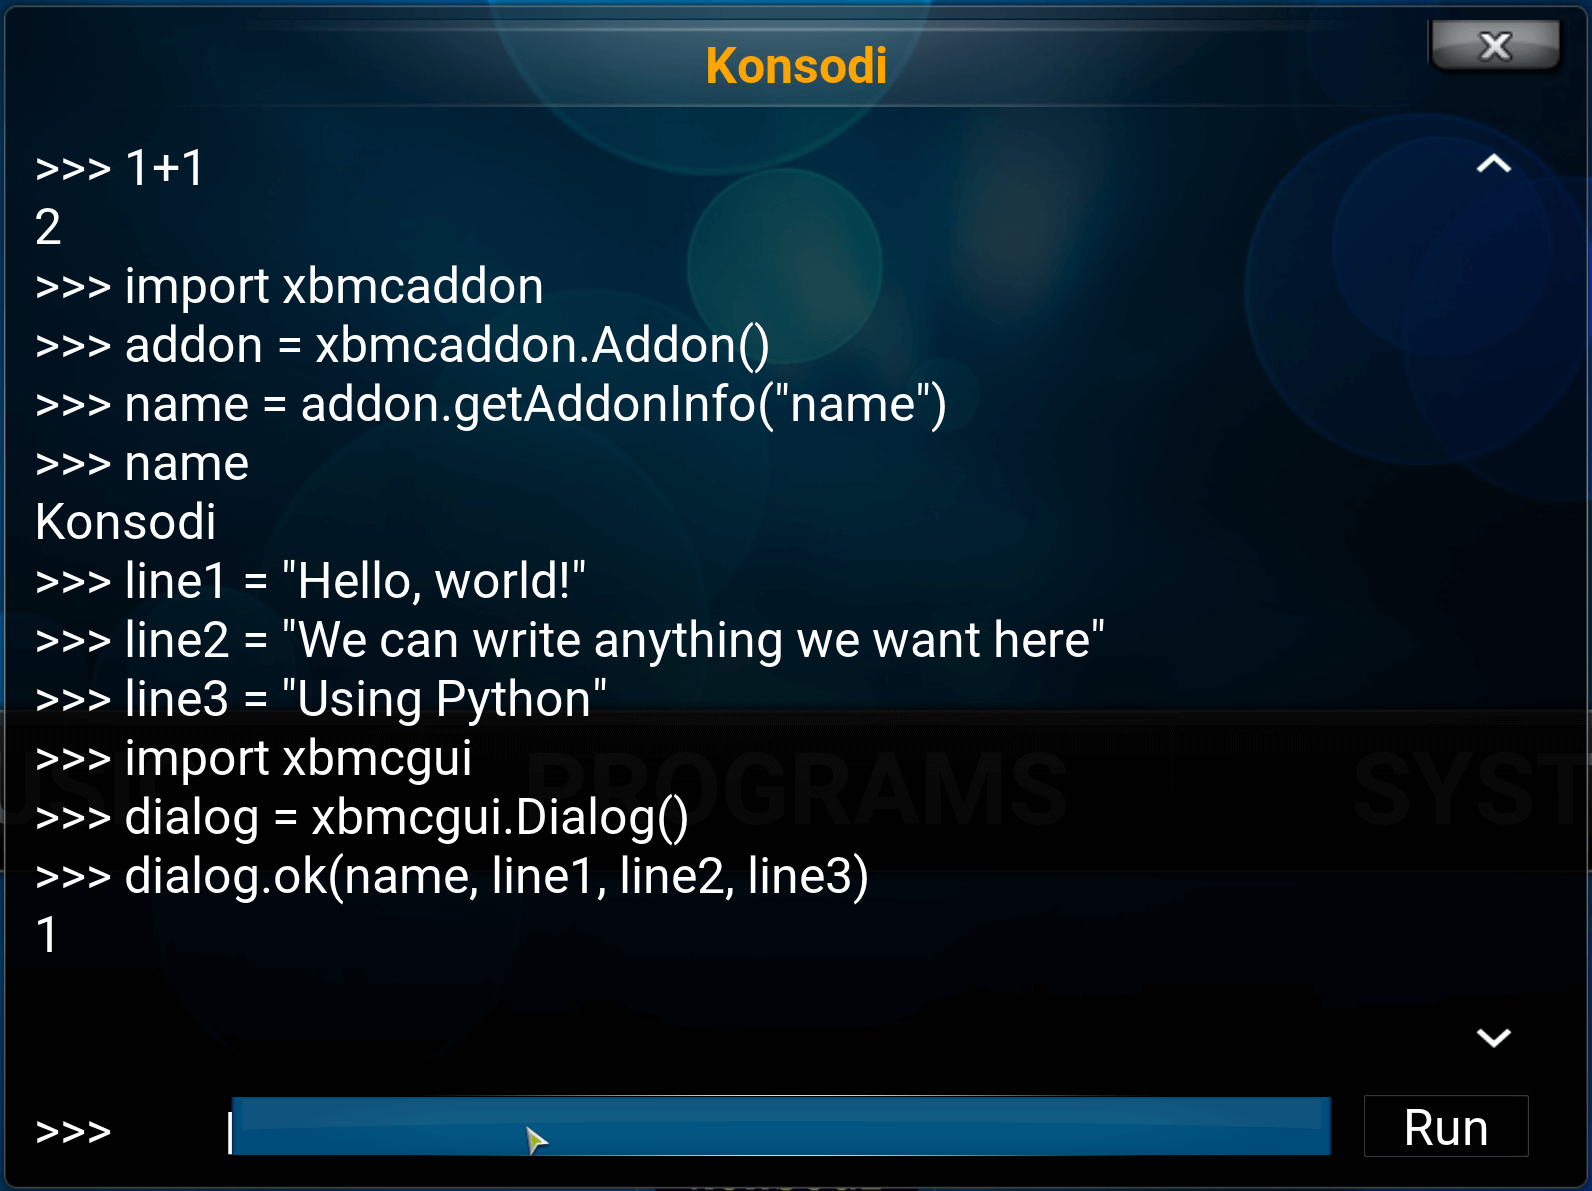 Konsodi
>>> 1+1
2
>>> import xbmcaddon
>>> addon = xbmcaddon.Addon()
>>> name = addon.getAddonInfo("name")
>>> name
Konsodi
>>> line1 = "Hello, world!"
>>> line2 = "We can write anything we want here"
>>> line3 = "Using Python"
>>> import xbmcgui
PROGRAMS
>>> dialog = xbmcgui.Dialog()
>>> dialog.ok(name, line1, line2, line3)
1
>>>
Run